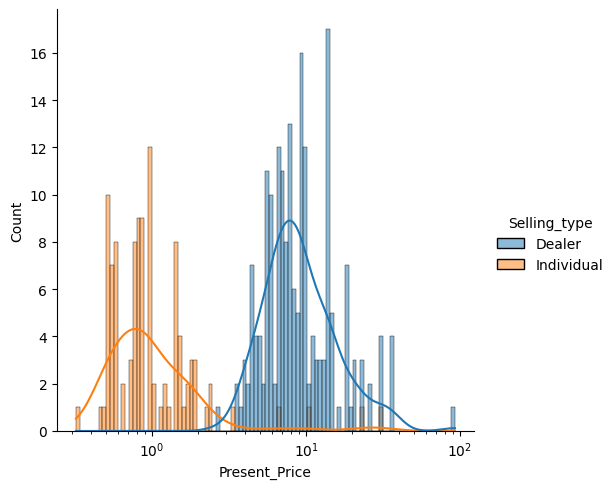 16
14
12
10
8
6
4
2
0
Count
10⁰
10¹
10²
Present_Price
Selling_type
Dealer
Individual